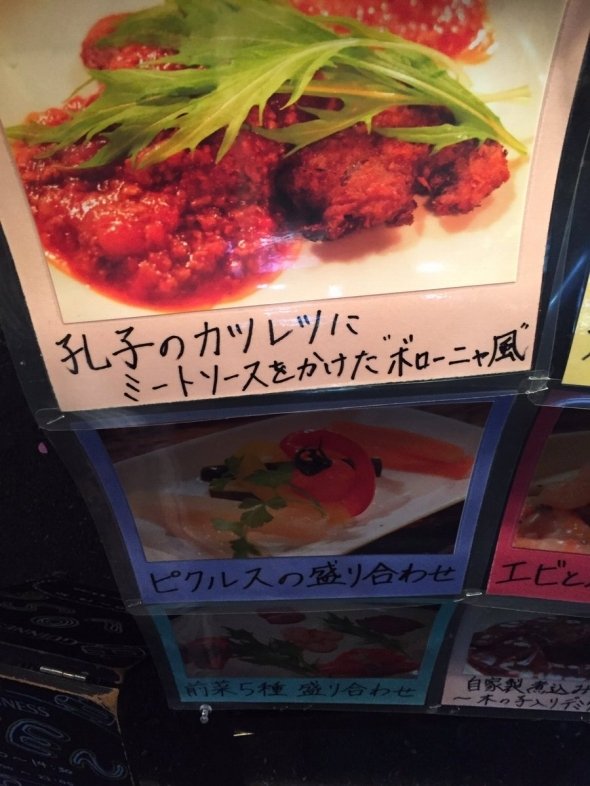 孔子のカツレツに
ミートソースをかけた"ボローニャ風"
ピクルスの盛り合わせ
エビと
前菜5種 盛り合わせ
自家製煮込み
～木の子入りデミグ